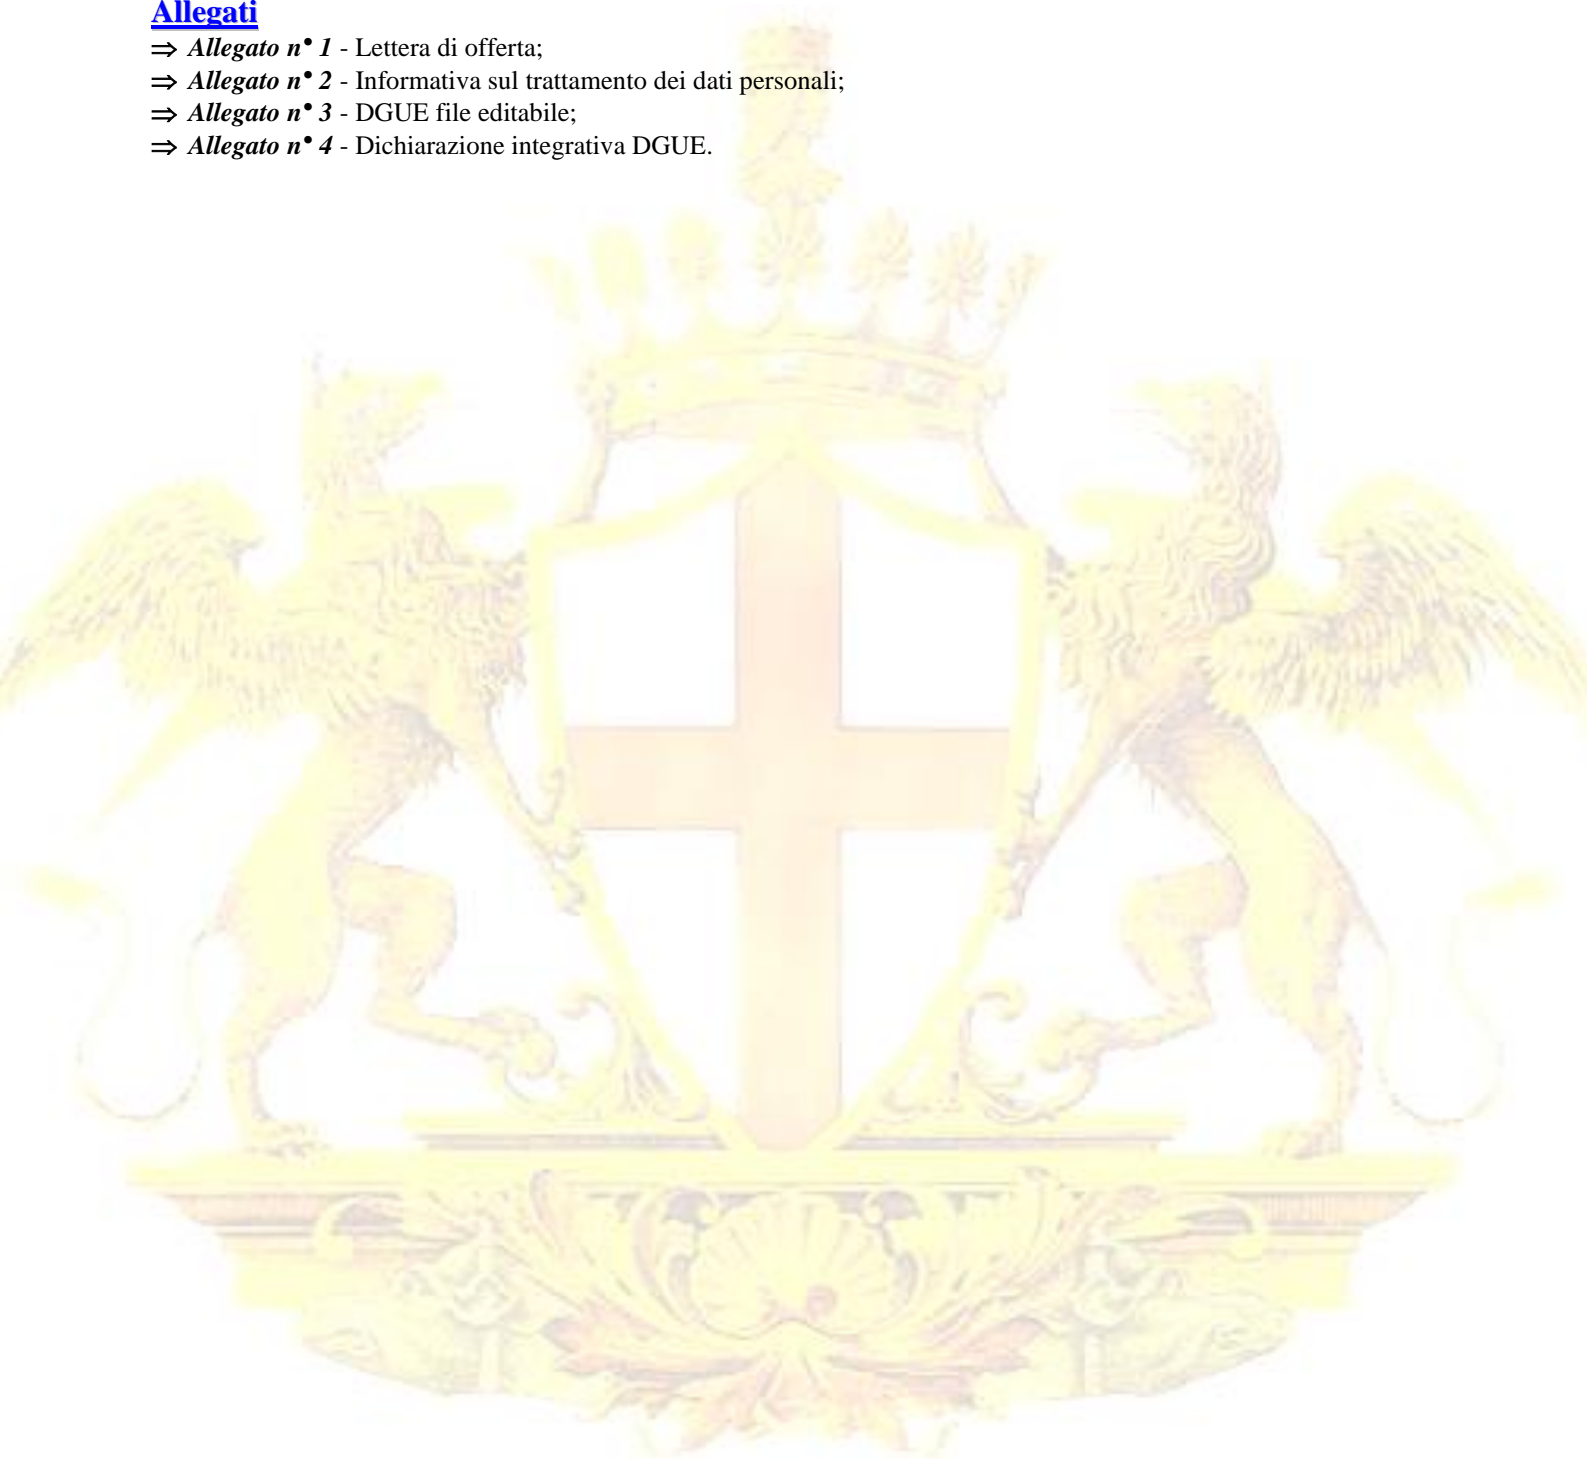 Allegati
⇒ Allegato n° 1 - Lettera di offerta;
⇒ Allegato n° 2 - Informativa sul trattamento dei dati personali;
⇒ Allegato n° 3 - DGUE file editabile;
⇒ Allegato n° 4 - Dichiarazione integrativa DGUE.